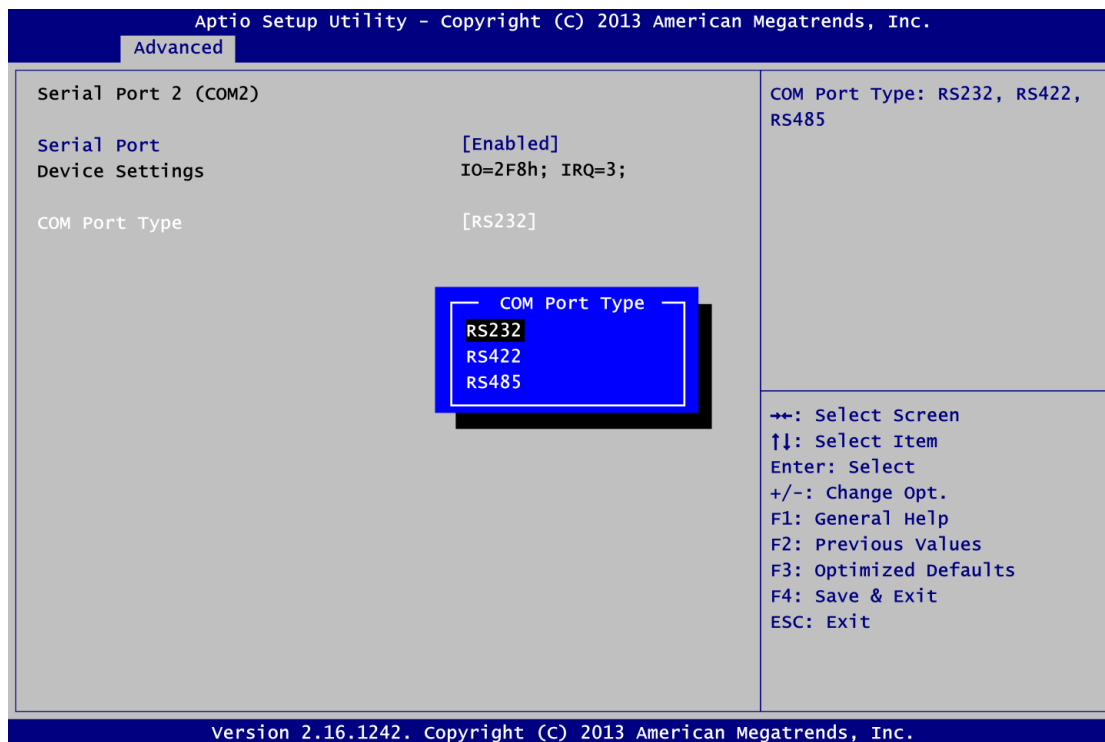 Aptio Setup Utility – Copyright (C) 2013 American Megatrends, Inc.
Advanced
Serial Port 2 (COM2)
Serial Port [Enabled]
Device Settings IO=2F8h; IRQ=3;
COM Port Type [RS232]
COM Port Type
RS232
RS422
RS485
COM Port Type: RS232, RS422,
RS485
→←: Select Screen
↑↓: Select Item
Enter: Select
+/-: Change Opt.
F1: General Help
F2: Previous Values
F3: Optimized Defaults
F4: Save & Exit
ESC: Exit
Version 2.16.1242. Copyright (C) 2013 American Megatrends, Inc.